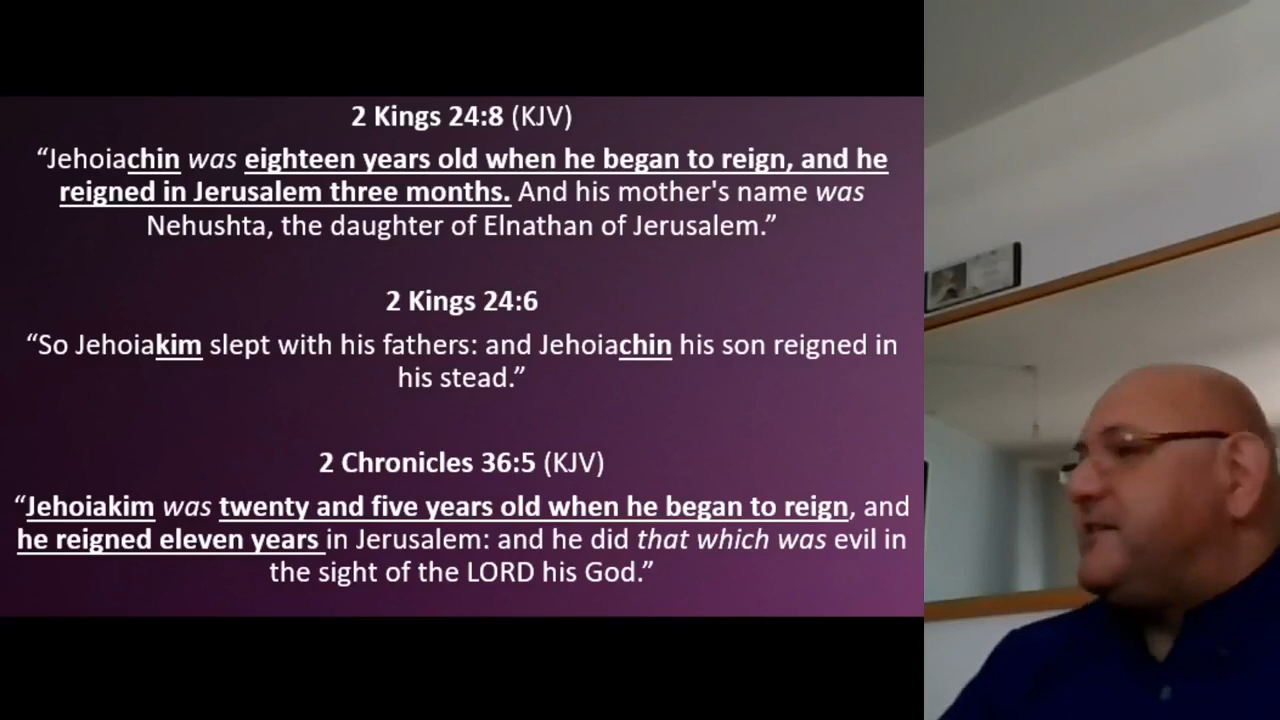 2 Kings 24:8 (KJV)
“Jehoiachin was eighteen years old when he began to reign, and he
reigned in Jerusalem three months. And his mother's name was
Nehushta, the daughter of Elnathan of Jerusalem.”
2 Kings 24:6
“So Jehoiakim slept with his fathers: and Jehoiachin his son reigned in
his stead.”
2 Chronicles 36:5 (KJV)
“Jehoiakim was twenty and five years old when he began to reign, and
he reigned eleven years in Jerusalem: and he did that which was evil in
the sight of the LORD his God.”